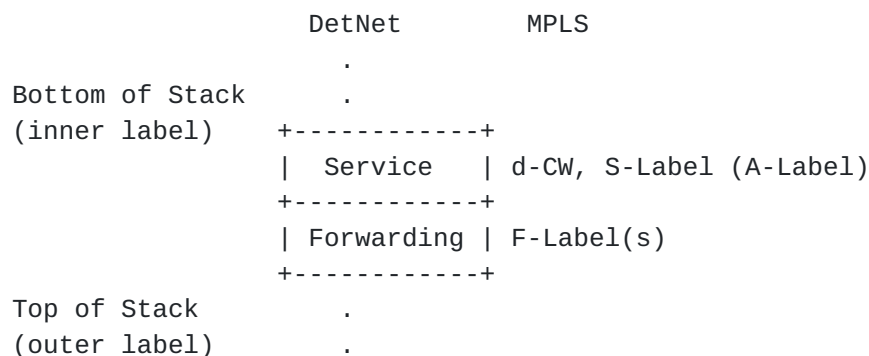 DetNet        MPLS
                     .
Bottom of Stack      .
(inner label)    +------------+
                 |  Service   | d-CW, S-Label (A-Label)
                 +------------+
                 | Forwarding | F-Label(s)
                 +------------+
Top of Stack         .
(outer label)        .